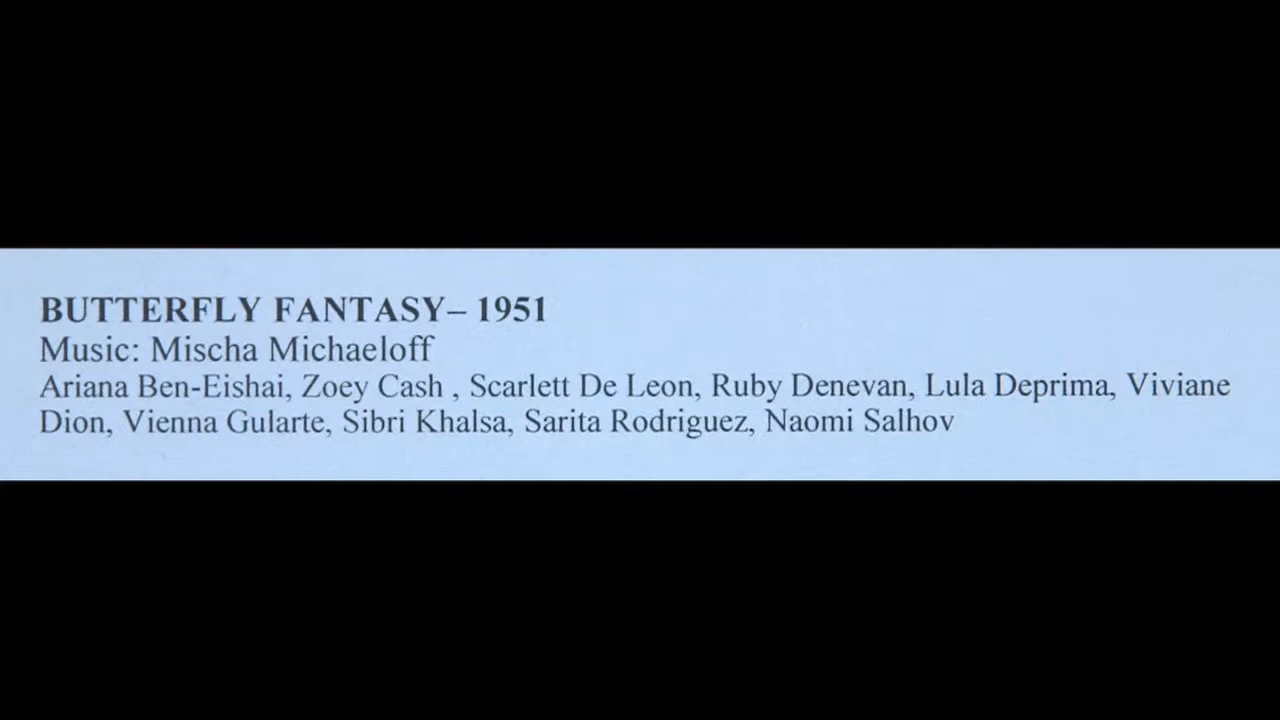 BUTTERFLY FANTASY– 1951
Music: Mischa Michaeloff
Ariana Ben-Eishai, Zoey Cash , Scarlett De Leon, Ruby Denevan, Lula Deprima, Viviane
Dion, Vienna Gularte, Sibri Khalsa, Sarita Rodriguez, Naomi Salhov